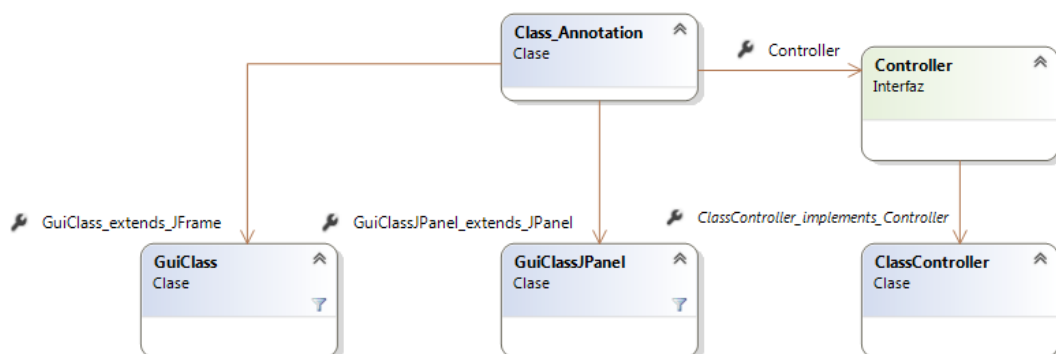 Class_Annotation
Clase
Controller
Controller
Interfaz
GuiClass_extends_JFrame
GuiClassJPanel_extends_JPanel
ClassController_implements_Controller
GuiClass
Clase
GuiClassJPanel
Clase
ClassController
Clase